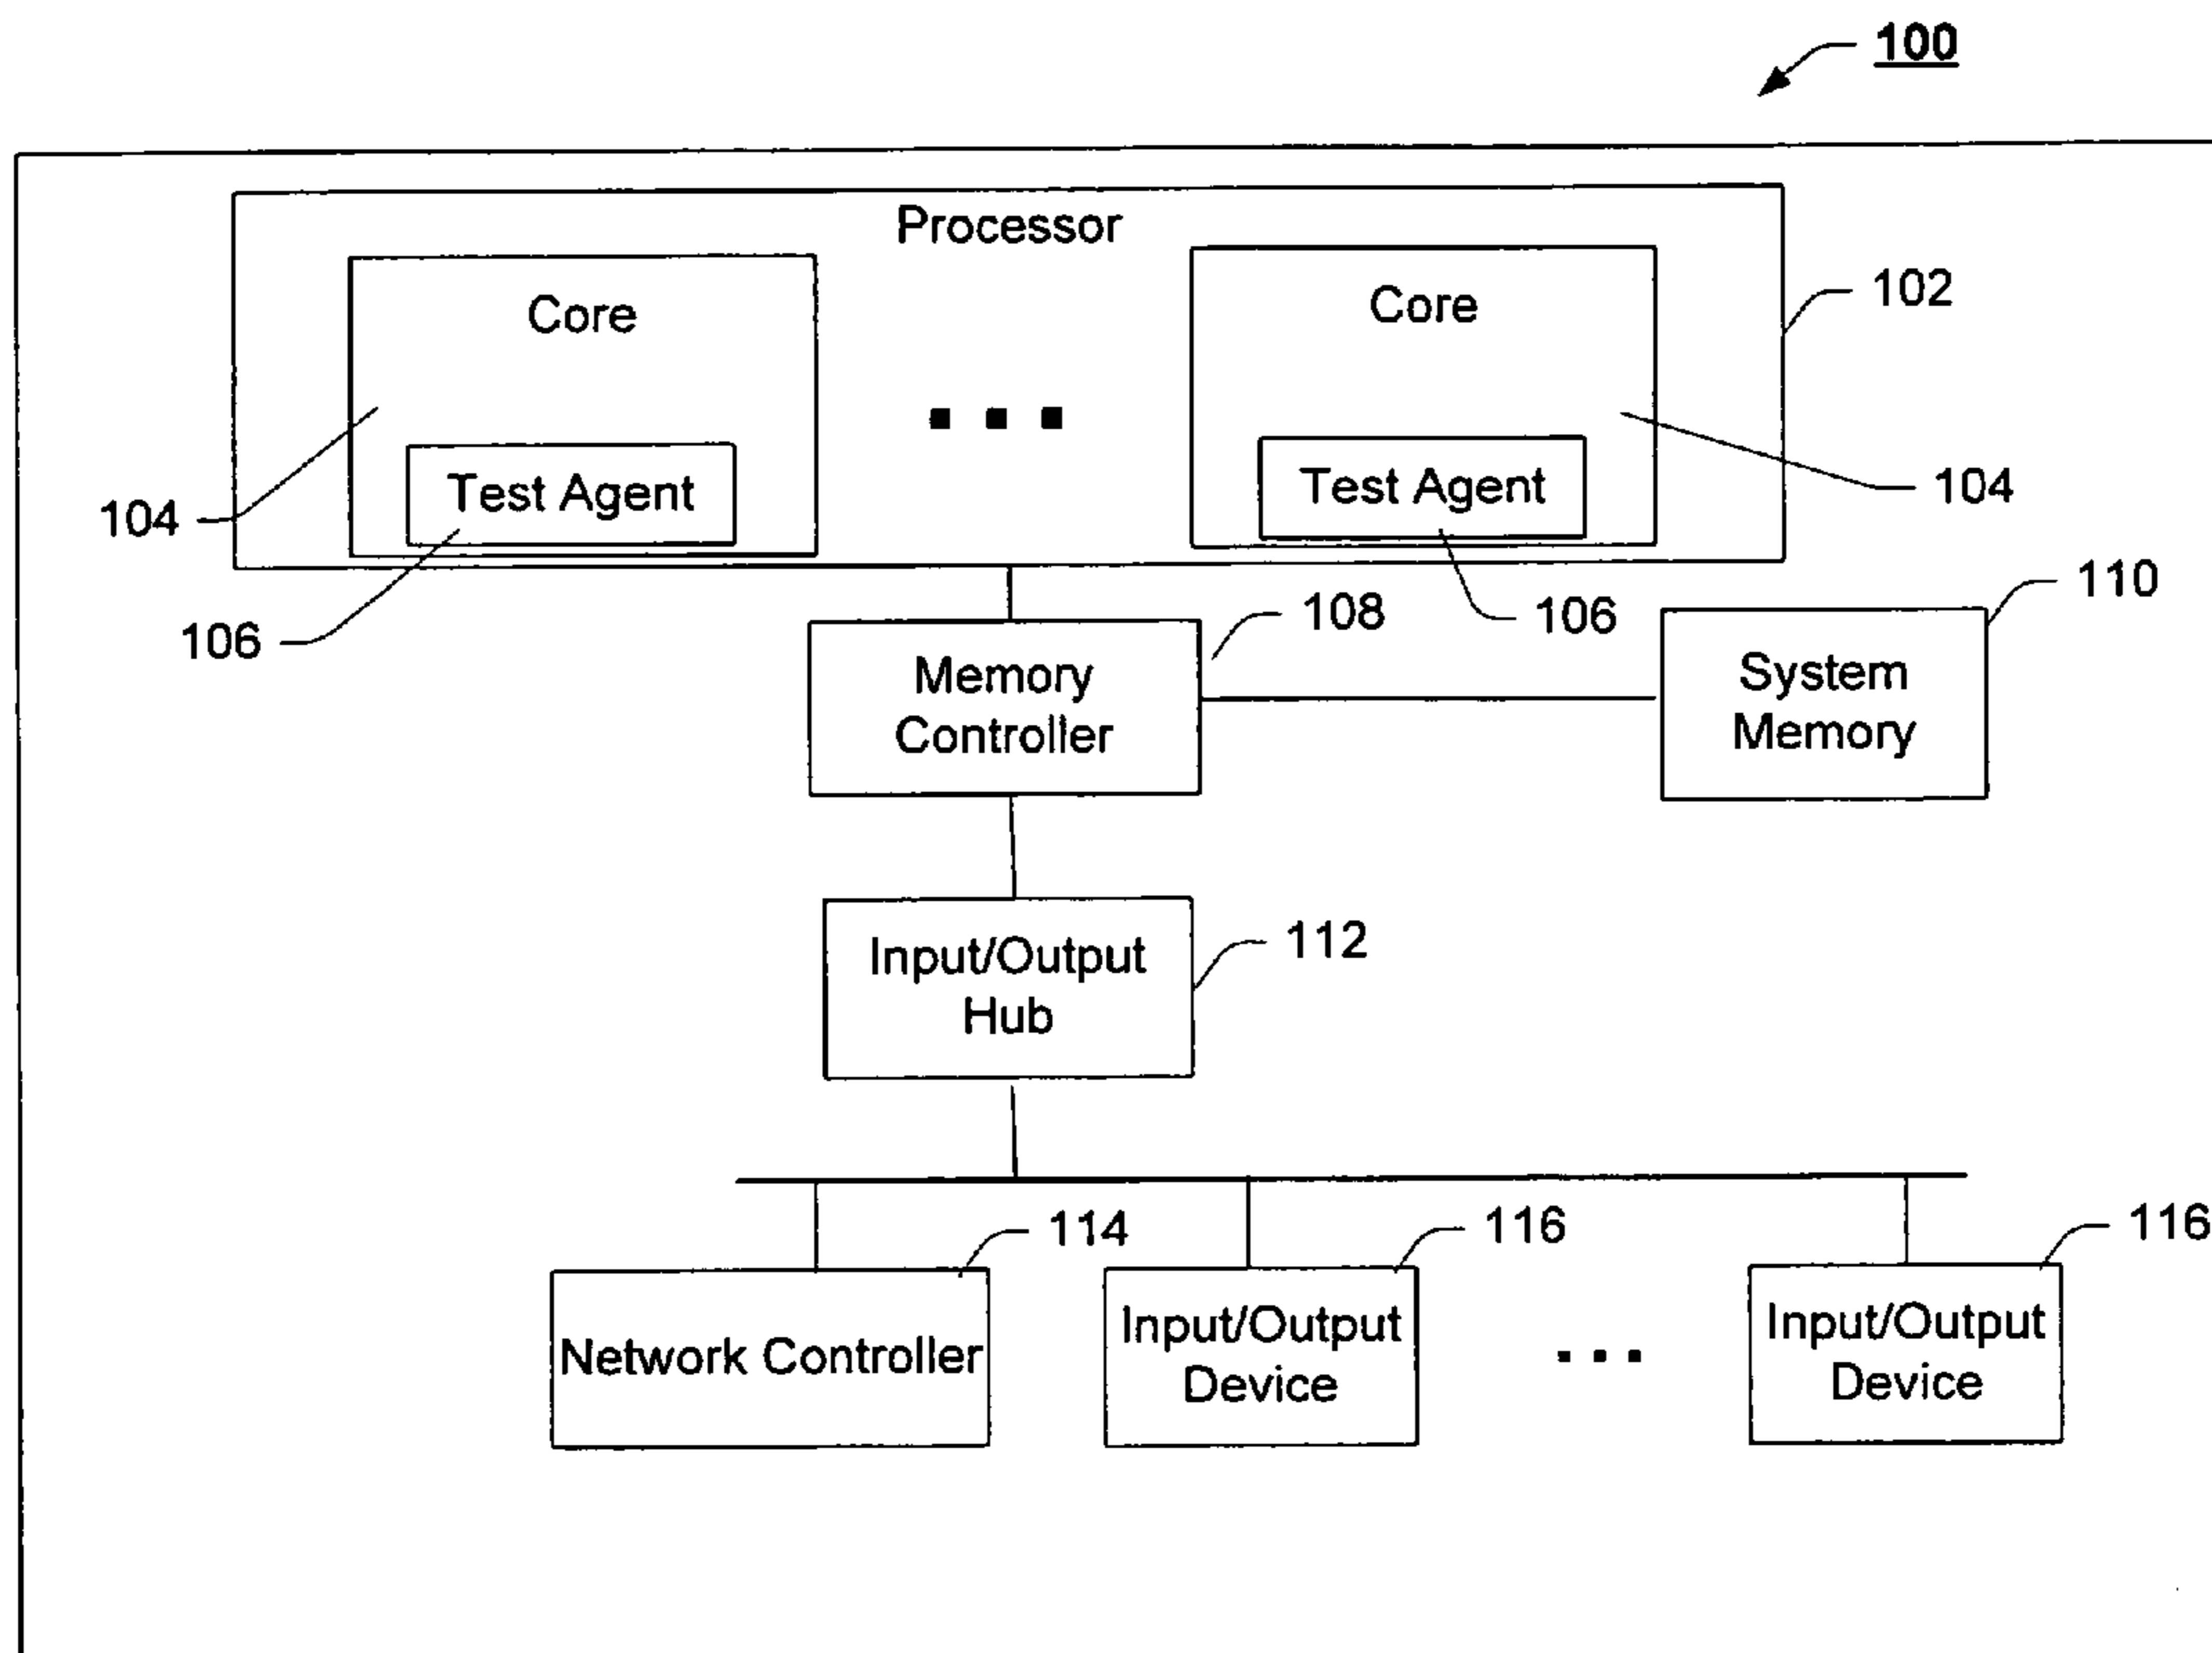 100
Processor
Core
Core
102
Test Agent
Test Agent
104
104
106
106
108
110
Memory
Controller
System
Memory
Input/Output
Hub
112
114
116
116
Network Controller
Input/Output
Device
Input/Output
Device